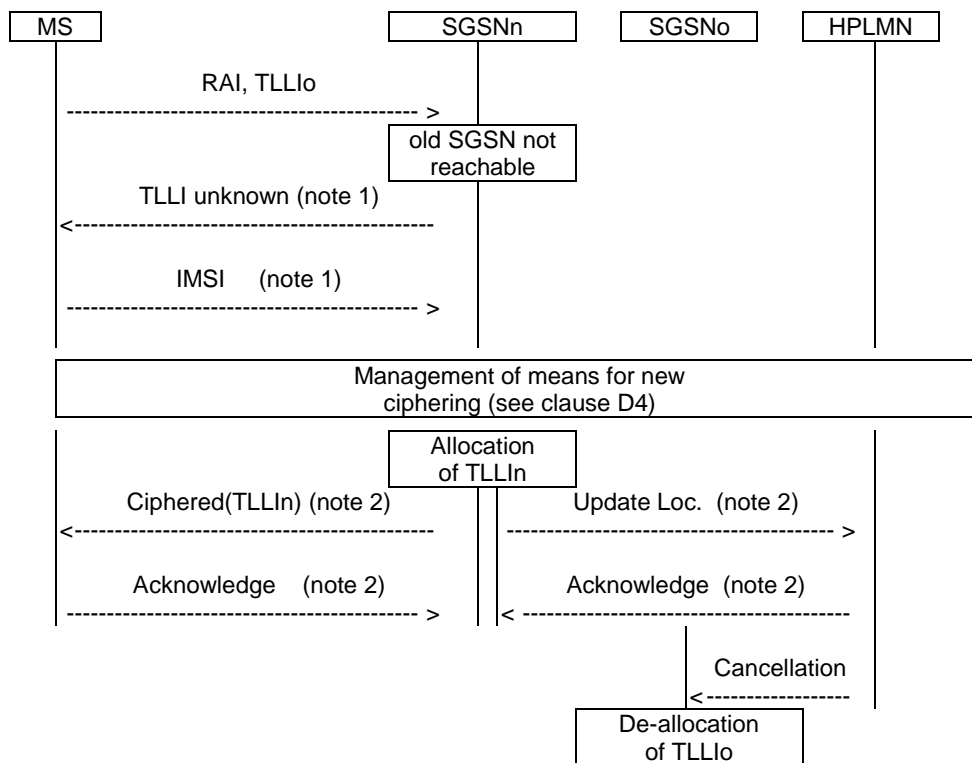 MS SGSNn SGSNo HPLMN
RAI, TLLIo
old SGSN not
reachable
TLLI unknown (note 1)
IMSI (note 1)
Management of means for new
ciphering (see clause D4)
Allocation
of TLLIn
Ciphered(TLLIn) (note 2) Update Loc. (note 2)
Acknowledge (note 2) Acknowledge (note 2)
Cancellation
De-allocation
of TLLIo